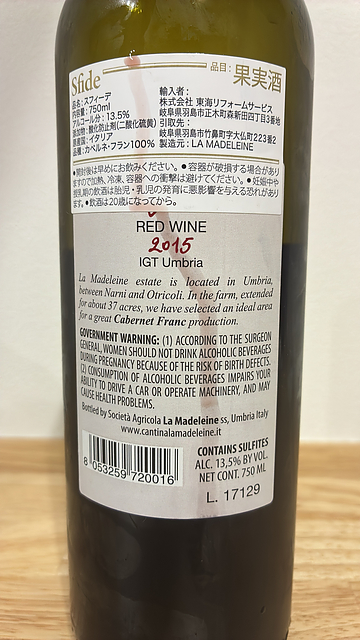 Sfide
品目：果実酒
品名：スフィーデ
内容量：750ml
アルコール分：13.5%
添加物：酸化防止剤(二酸化硫黄)
原産国：イタリア
品種：カベルネ・フラン100%
輸入者：
株式会社 東海リフォームサービス
岐阜県羽島市正木町森新田四丁目3番地
引取先：
岐阜県羽島市竹鼻町字大仏町223番2
製造元：LA MADELEINE
●開封後は早めにお飲みください。●容器が破損する場合があり
ますので加熱、冷凍、容器への衝撃は避けてください。●妊娠中や
授乳期の飲酒は胎児・乳児の発育に悪影響を与える恐れがあり
ます。●飲酒は20歳になってから。
RED WINE
2015
IGT Umbria
La Madeleine estate is located in Umbria,
between Narni and Otricoli. In the farm, extended
for about 37 acres, we have selected an ideal area
for a great Cabernet Franc production.
GOVERNMENT WARNING: (1) ACCORDING TO THE SURGEON
GENERAL, WOMEN SHOULD NOT DRINK ALCOHOLIC BEVERAGES
DURING PREGNANCY BECAUSE OF THE RISK OF BIRTH DEFECTS.
(2) CONSUMPTION OF ALCOHOLIC BEVERAGES IMPAIRS YOUR
ABILITY TO DRIVE A CAR OR OPERATE MACHINERY, AND MAY
CAUSE HEALTH PROBLEMS.
Bottled by Società Agricola La Madeleine ss, Umbria Italy
www.cantinalamadeleine.it
8 053259 720016
CONTAINS SULFITES
ALC. 13,5% BY VOL.
NET CONT. 750 ML
L. 17129